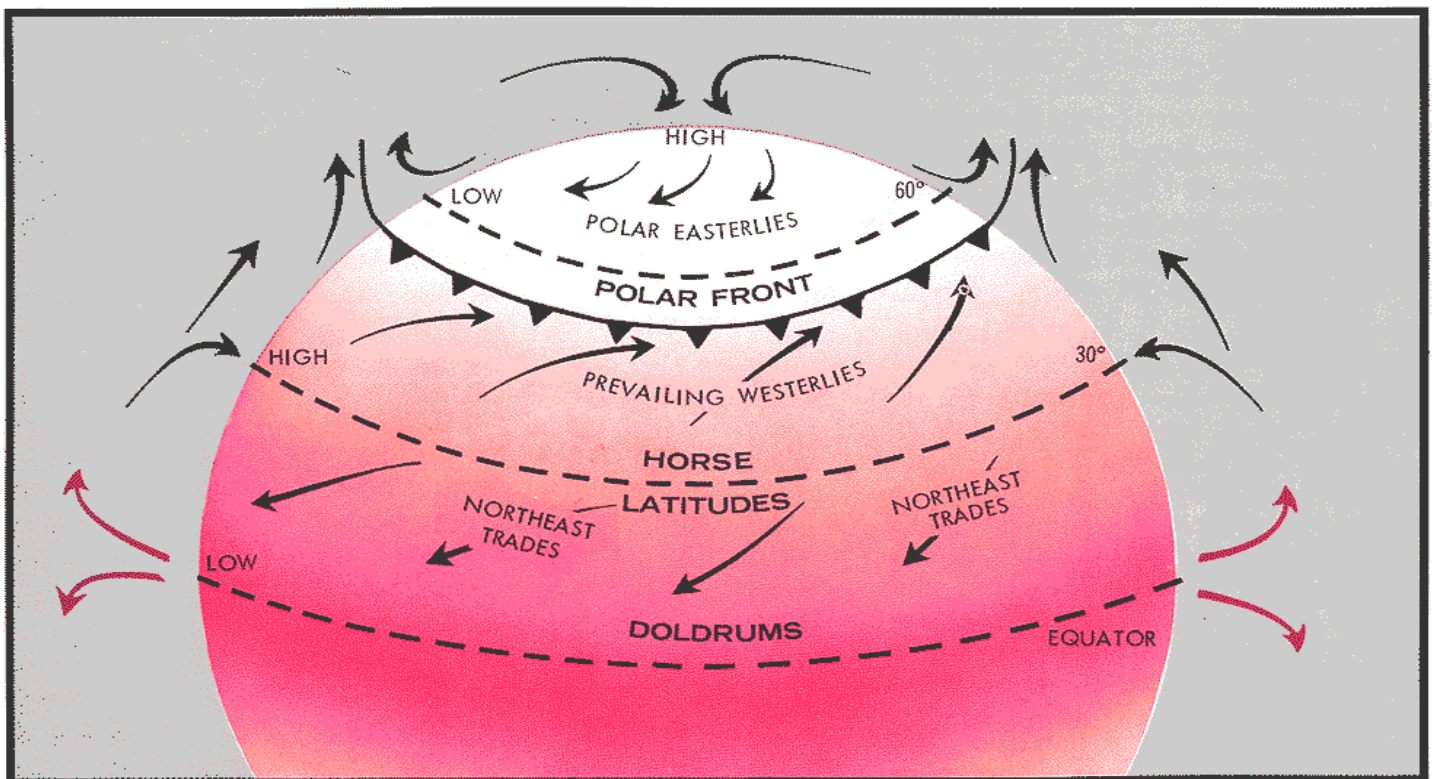 HIGH
LOW
60°
POLAR EASTERLIES
POLAR FRONT
HIGH
30°
PREVAILING WESTERLIES
HORSE
LATITUDES
NORTHEAST
TRADES
NORTHEAST
TRADES
LOW
DOLDRUMS
EQUATOR